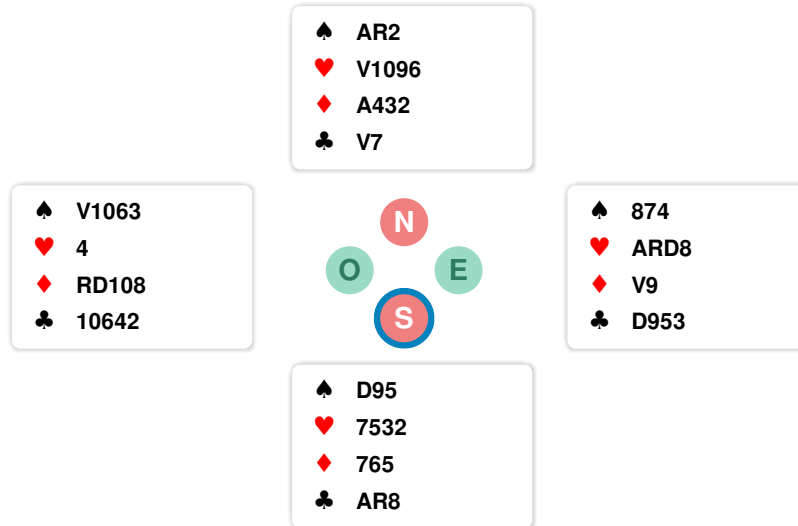 ♠ AR2
♥ V1096
♦ A432
♣ V7
♠ V1063
♥ 4
♦ RD108
♣ 10642
N
O E
S
♠ 874
♥ ARD8
♦ V9
♣ D953
♠ D95
♥ 7532
♦ 765
♣ AR8